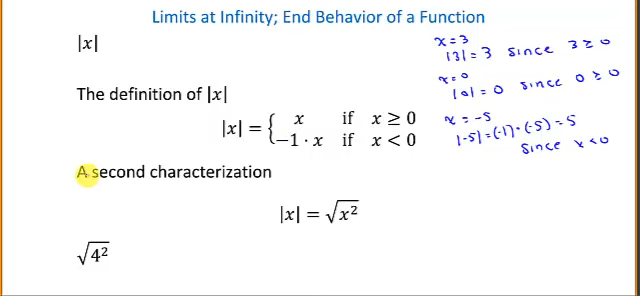 Limits at Infinity; End Behavior of a Function
|x|
x = 3
|3| = 3 since 3 ≥ 0
x = 0
|0| = 0 since 0 ≥ 0
The definition of |x|
|x| = { x if x ≥ 0
−1 · x if x < 0
x = -5
|-5| = (-1) · (-5) = 5
since x < 0
A second characterization
|x| = √x²
√4²